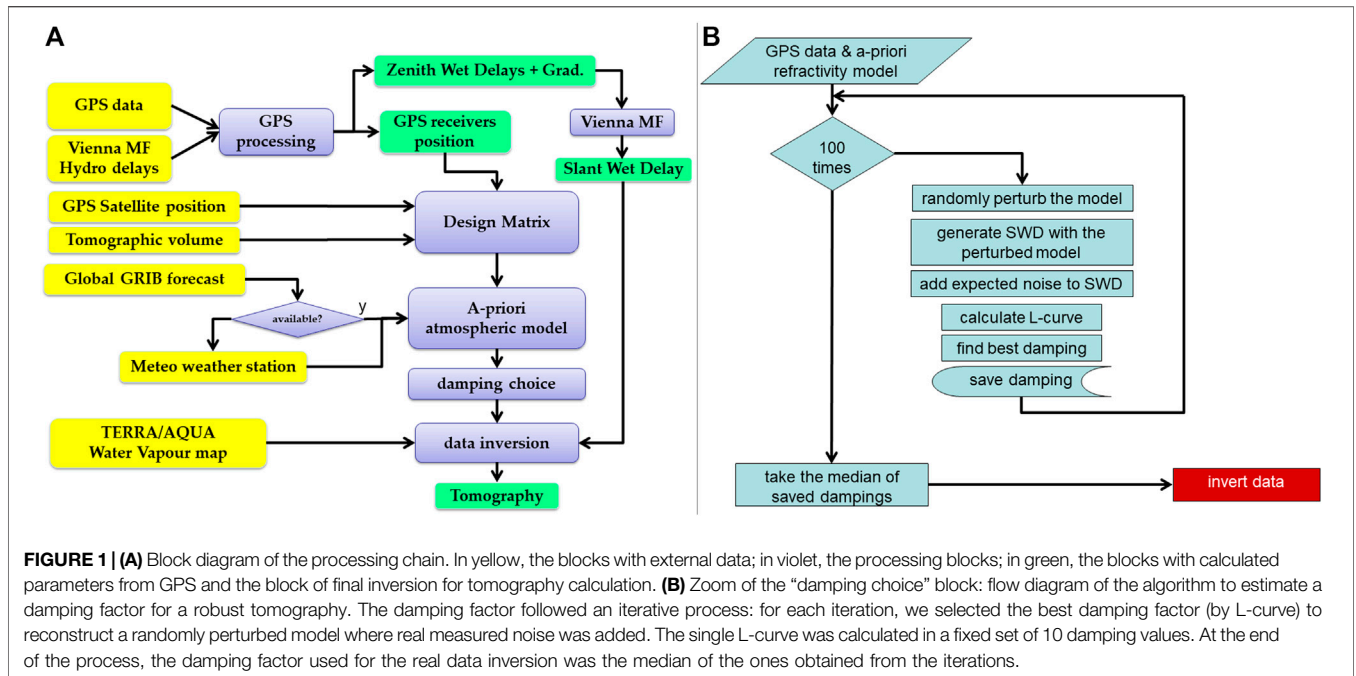 A
Zenith Wet Delays + Grad.
GPS data
GPS
processing
GPS receivers
position
Vienna MF
Vienna MF
Hydro delays
Slant Wet Delay
GPS Satellite position
Design Matrix
Tomographic volume
Global GRIB forecast
available?
y
A-priori
atmospheric model
Meteo weather station
damping choice
TERRA/AQUA
Water Vapour map
data inversion
Tomography
B
GPS data & a-priori
refractivity model
100
times
randomly perturb the model
generate SWD with the
perturbed model
add expected noise to SWD
calculate L-curve
find best damping
save damping
take the median of
saved dampings
invert data
FIGURE 1 | (A) Block diagram of the processing chain. In yellow, the blocks with external data; in violet, the processing blocks; in green, the blocks with calculated
parameters from GPS and the block of final inversion for tomography calculation. (B) Zoom of the “damping choice” block: flow diagram of the algorithm to estimate a
damping factor for a robust tomography. The damping factor followed an iterative process: for each iteration, we selected the best damping factor (by L-curve) to
reconstruct a randomly perturbed model where real measured noise was added. The single L-curve was calculated in a fixed set of 10 damping values. At the end
of the process, the damping factor used for the real data inversion was the median of the ones obtained from the iterations.